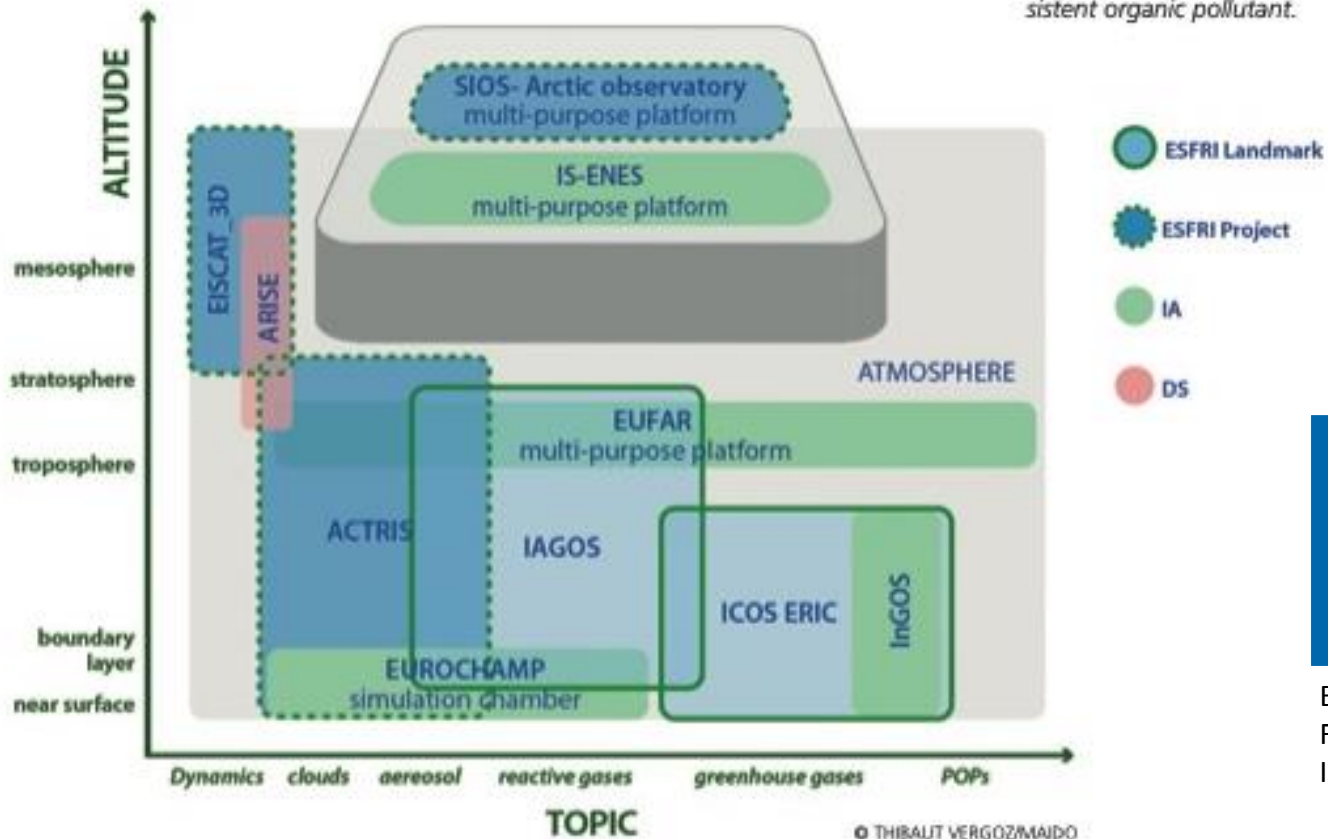 sistent organic pollutant.
ALTITUDE
SIOS- Arctic observatory
multi-purpose platform
IS-ENES
multi-purpose platform
EISCAT_3D
ARISE
mesosphere
stratosphere
troposphere
boundary
layer
near surface
ATMOSPHERE
EUFAR
multi-purpose platform
ACTRIS
IAGOS
ICOS ERIC
InGOS
EUROCHAMP
simulation chamber
Dynamics clouds aereosol reactive gases greenhouse gases POPs
TOPIC
© THIBAUT VERGOZ/MAIDO
ESFRI Landmark
ESFRI Project
IA
DS